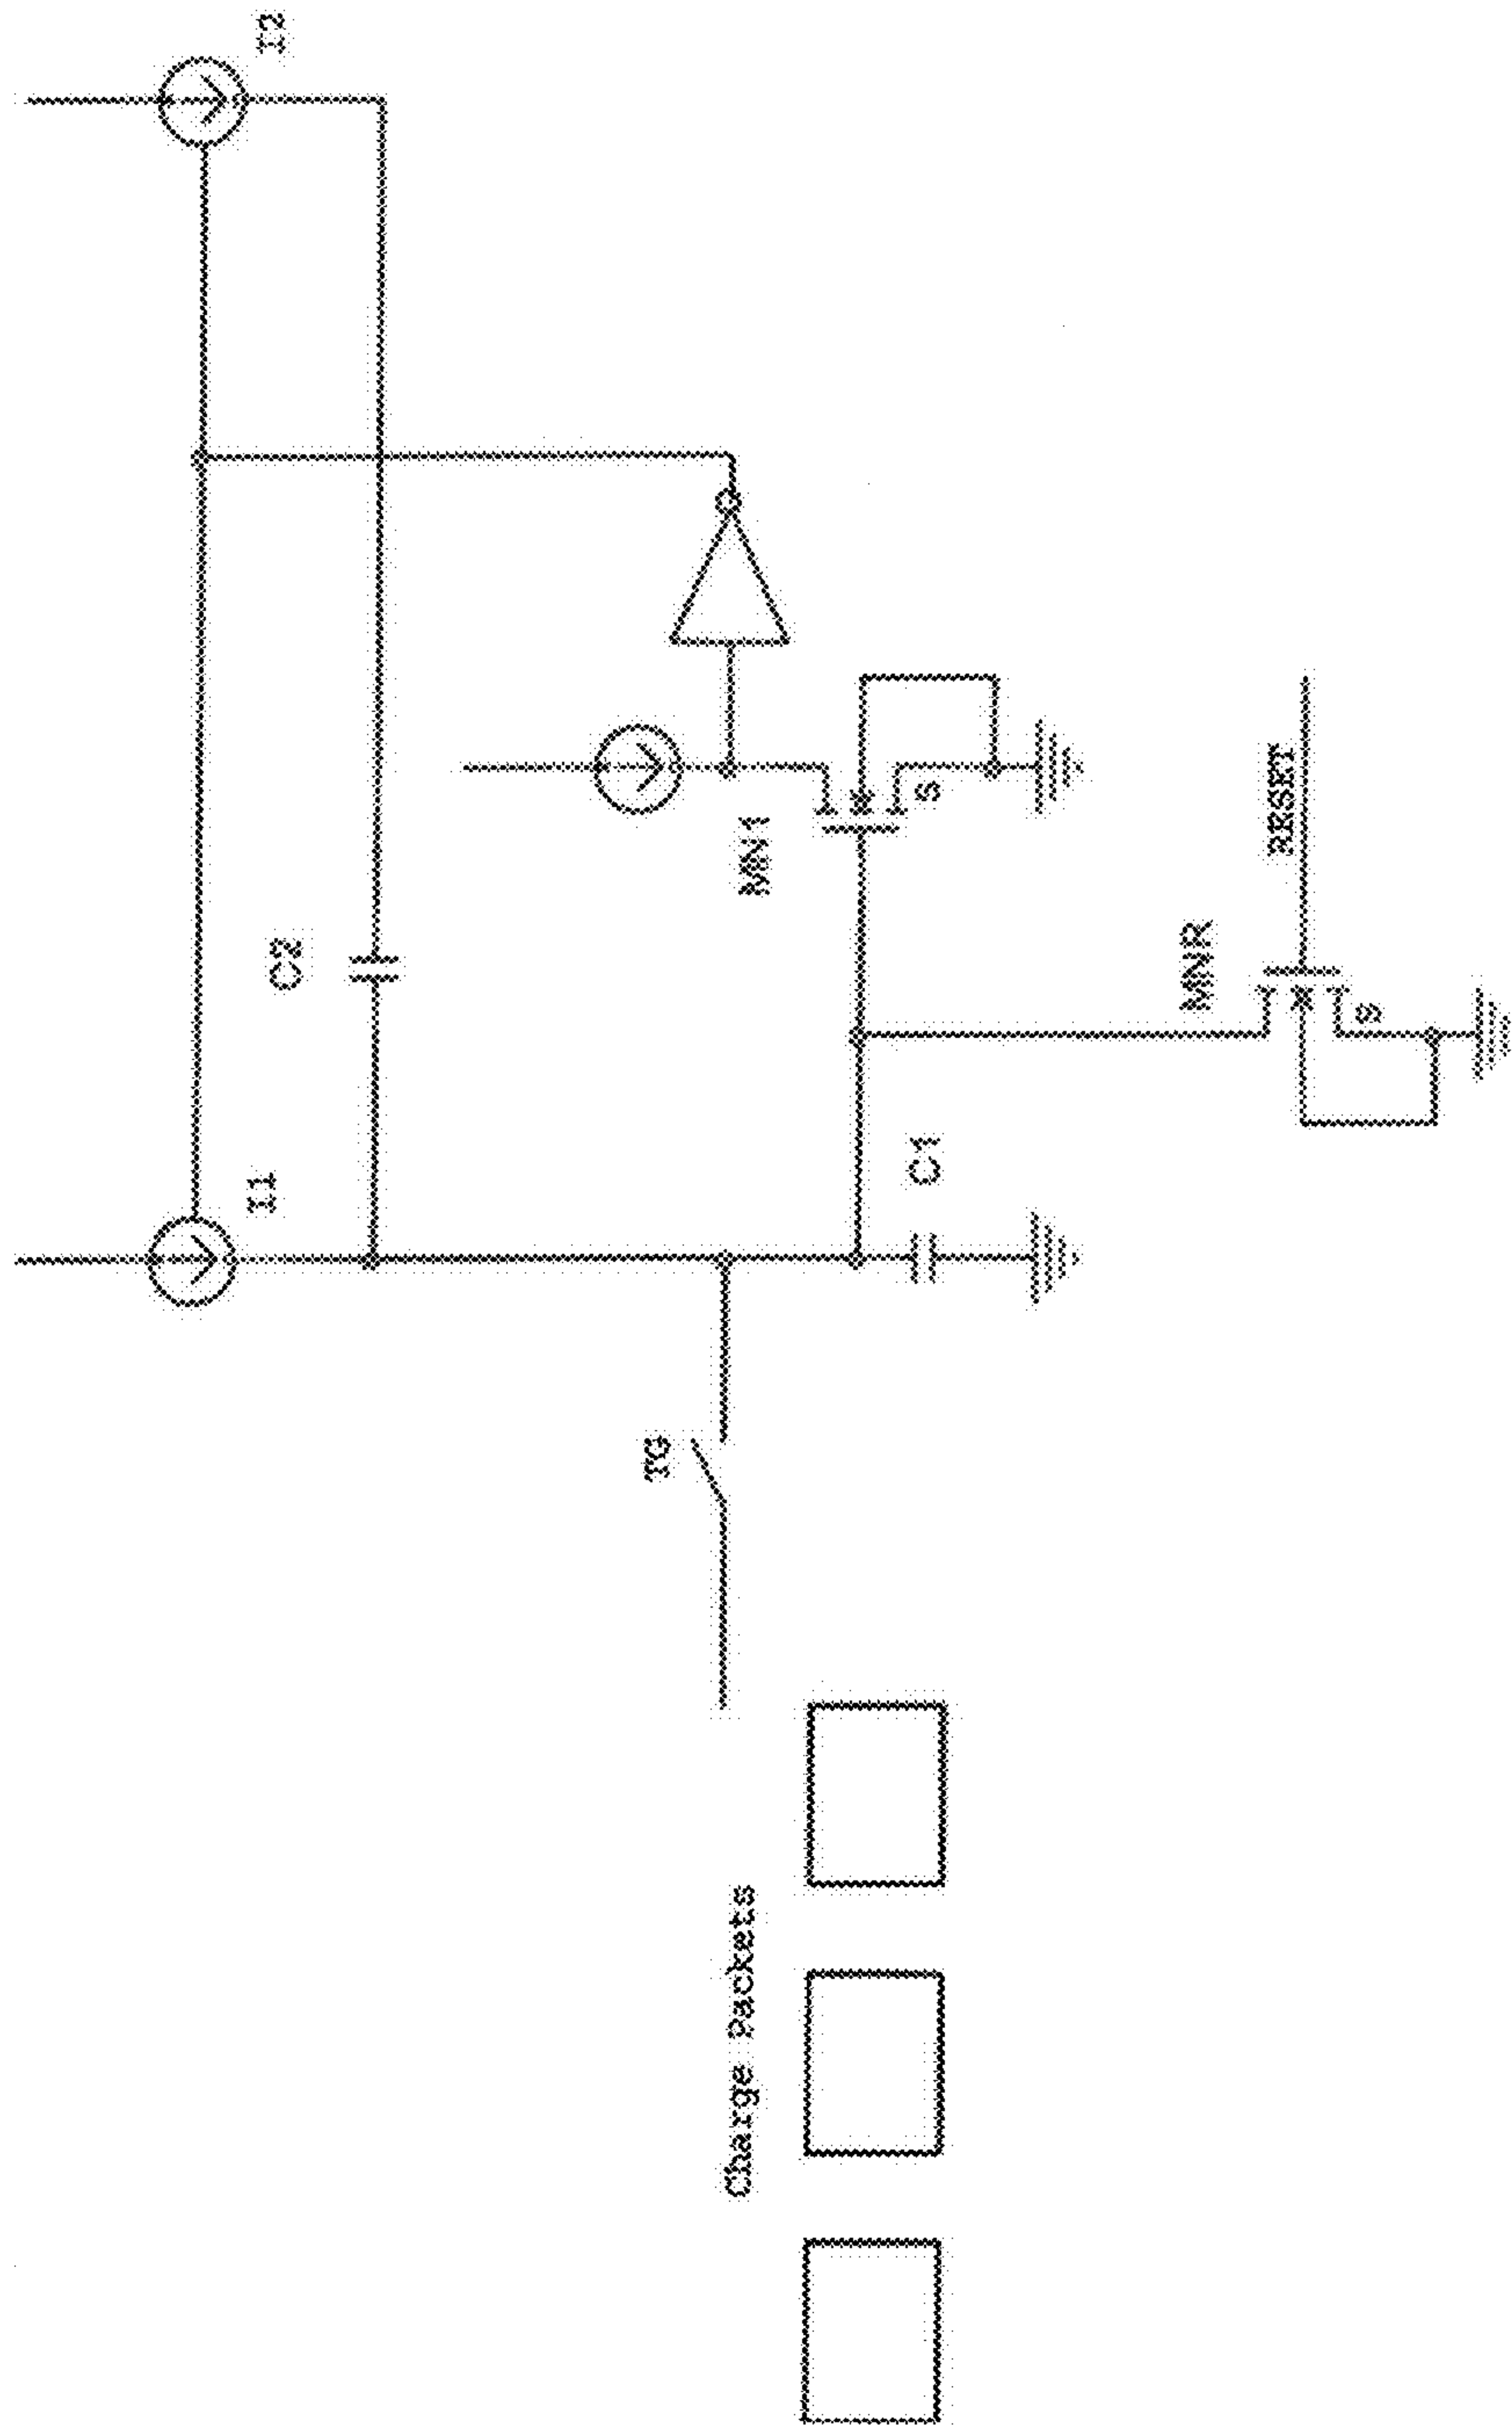 I2
C2
I1
MN1
S
RESET
MNR
S
C1
TG
Charge Packets